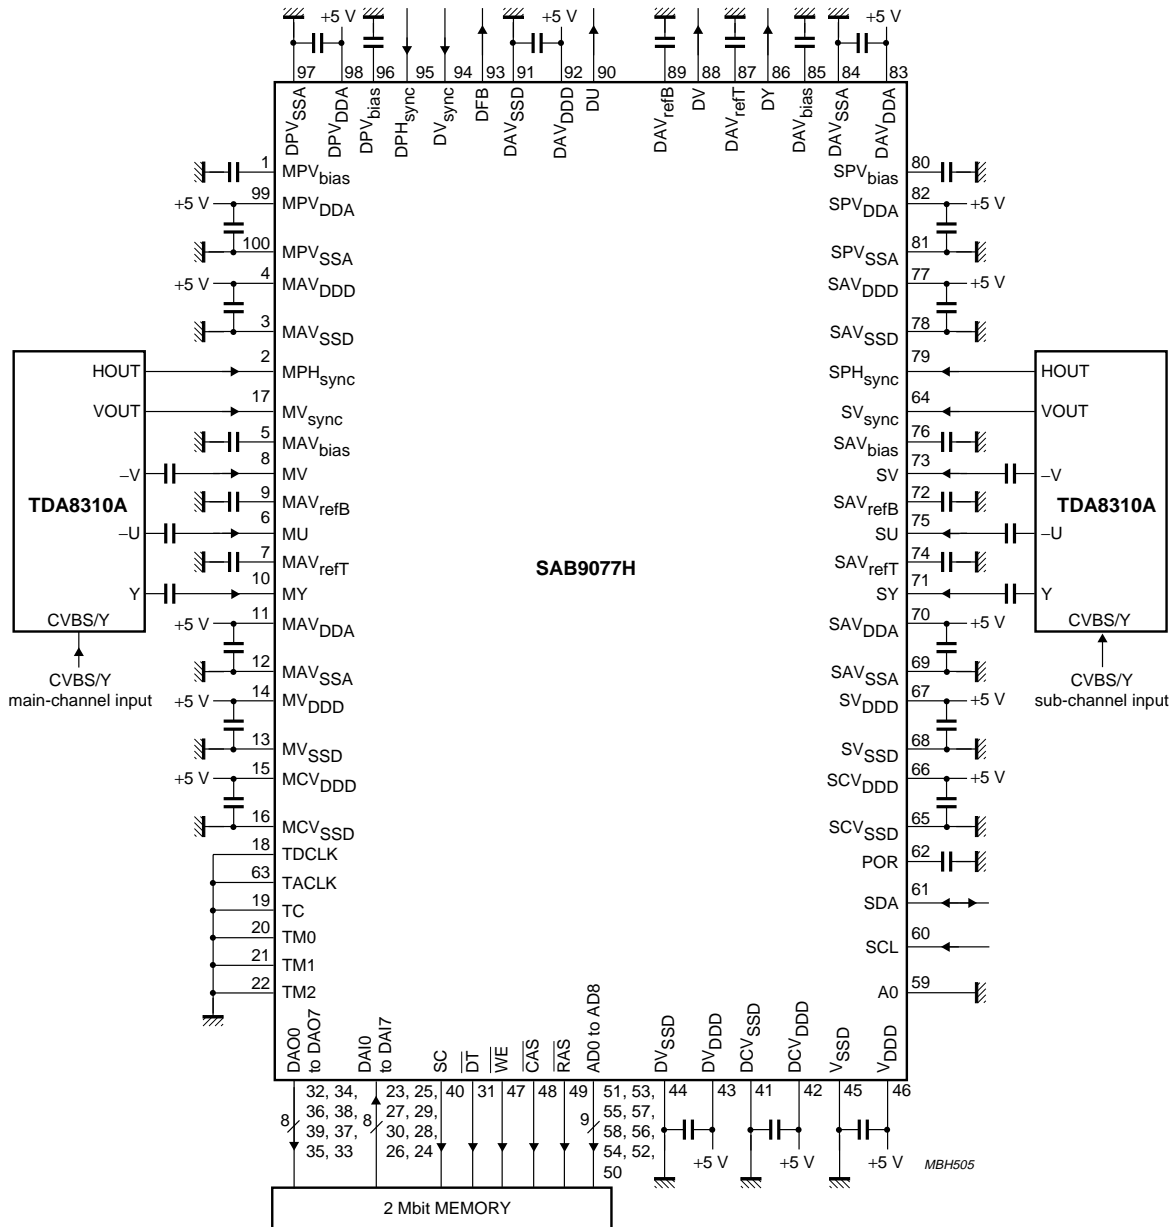 +5 V
+5 V
+5 V
97 98 96 95 94 93 91 92 90 89 88 87 86 85 84 83
DPVSSA
DPVDDA
DPVbias
DPHsync
DVsync
DFB
DAVSSD
DAVDDD
DU
DAVrefB
DV
DAVrefT
DY
DAVbias
DAVSSA
DAVDDA
1 MPVbias
+5 V 99 MPVDDA
100 MPVSSA
+5 V 4 MAVDDD
3 MAVSSD
HOUT 2 MPHsync
VOUT 17 MVsync
5 MAVbias
–V 8 MV
TDA8310A
9 MAVrefB
–U 6 MU
7 MAVrefT
Y 10 MY
CVBS/Y
+5 V 11 MAVDDA
12 MAVSSA
CVBS/Y
main-channel input
+5 V 14 MVDDD
13 MVSSD
+5 V 15 MCVDDD
16 MCVSSD
18 TDCLK
63 TACLK
19 TC
20 TM0
21 TM1
22 TM2
SAB9077H
SPVbias 80
SPVDDA 82 +5 V
SPVSSA 81
SAVDDD 77 +5 V
SAVSSD 78
SPHsync 79 HOUT
SVsync 64 VOUT
SAVbias 76
SV 73 –V
SAVrefB 72
TDA8310A
SU 75 –U
SAVrefT 74
SY 71 Y
CVBS/Y
SAVDDA 70 +5 V
SAVSSA 69
CVBS/Y
sub-channel input
SVDDD 67 +5 V
SVSSD 68
SCVDDD 66 +5 V
SCVSSD 65
POR 62
SDA 61
SCL 60
A0 59
DAO0
to DAO7
DAI0
to DAI7
SC
DT
WE
CAS
RAS
AD0 to AD8
DVSSD
DVDDD
DCVSSD
DCVDDD
VSSD
VDDD
8
32, 34,
36, 38,
39, 37,
35, 33
8
23, 25,
27, 29,
30, 28,
26, 24
40 31 47 48 49
9
51, 53,
55, 57,
58, 56,
54, 52,
50
44 43 41 42 45 46
+5 V
+5 V
+5 V
MBH505
2 Mbit MEMORY